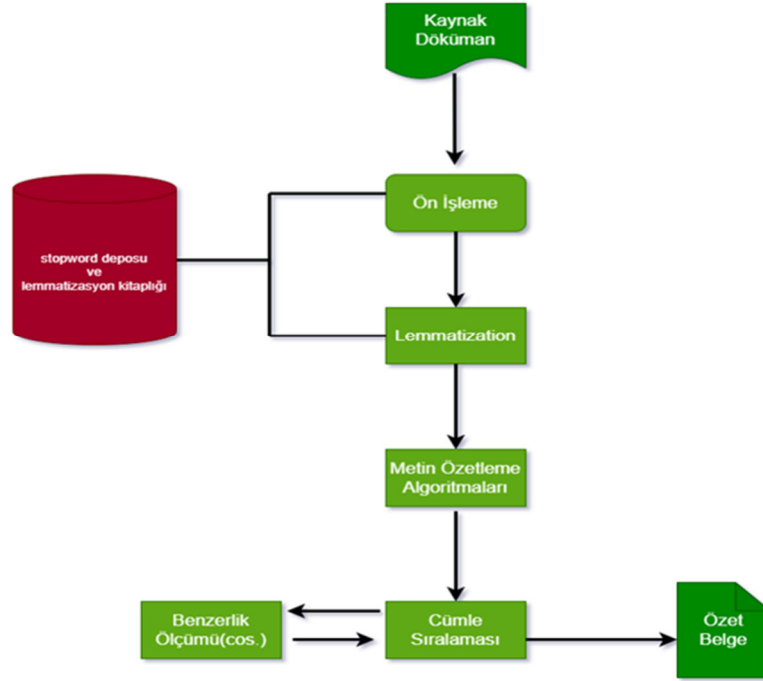 Kaynak
Döküman
Ön İşleme
stopword deposu
ve
lemmatizasyon kitaplığı
Lemmatization
Metin Özetleme
Algoritmaları
Benzerlik
Ölçümü(cos.)
Cümle
Sıralaması
Özet
Belge